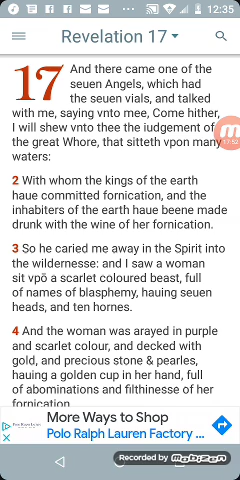 12:35
Revelation 17
17 And there came one of the
seuen Angels, which had
the seuen vials, and talked
with me, saying vnto mee, Come hither,
I will shew vnto thee the iudgement of
the great Whore, that sitteth vpon many
waters:
17:52
2 With whom the kings of the earth
haue committed fornication, and the
inhabiters of the earth haue beene made
drunk with the wine of her fornication.
3 So he caried me away in the Spirit into
the wildernesse: and I saw a woman
sit vpõ a scarlet coloured beast, full
of names of blasphemy, hauing seuen
heads, and ten hornes.
4 And the woman was arayed in purple
and scarlet colour, and decked with
gold, and precious stone & pearles,
hauing a golden cup in her hand, full
of abominations and filthinesse of her
fornication
More Ways to Shop
Polo Ralph Lauren Factory ...
Recorded by mobizen